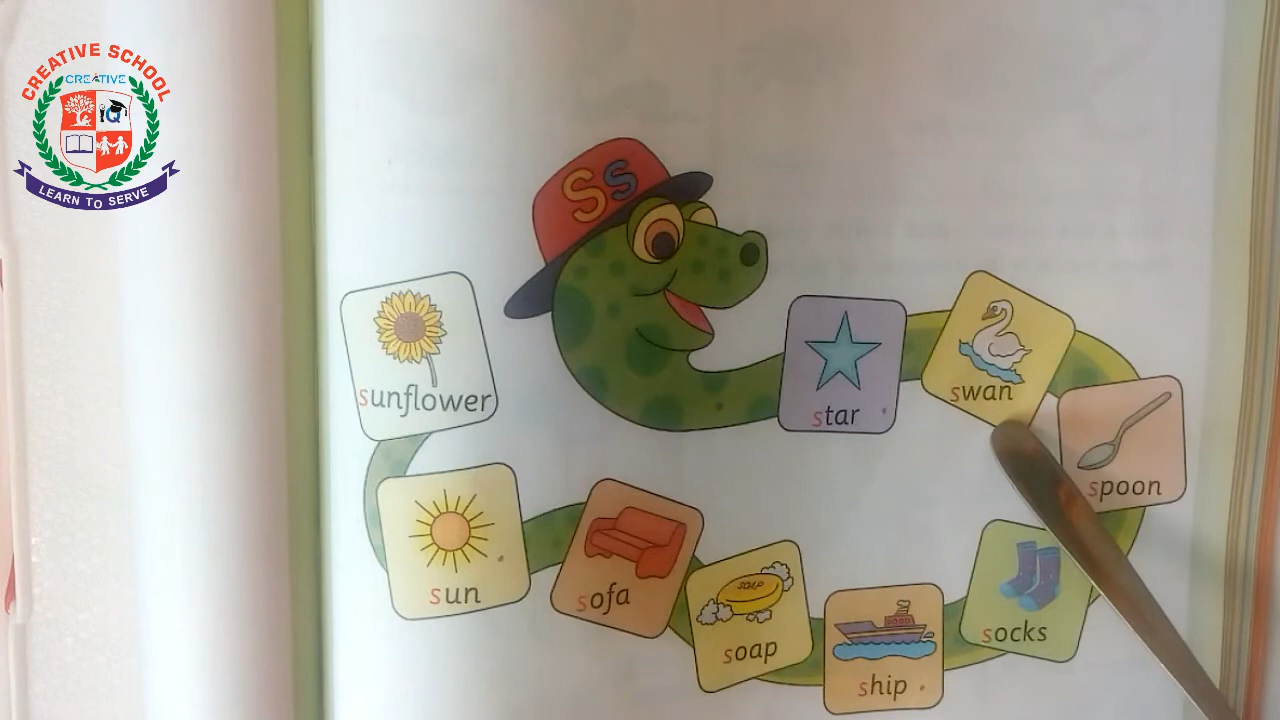 CREATIVE SCHOOL
CREATIVE
IQ
LEARN TO SERVE
Ss
star
swan
spoon
socks
ship
soap
soap
sofa
sun
sunflower